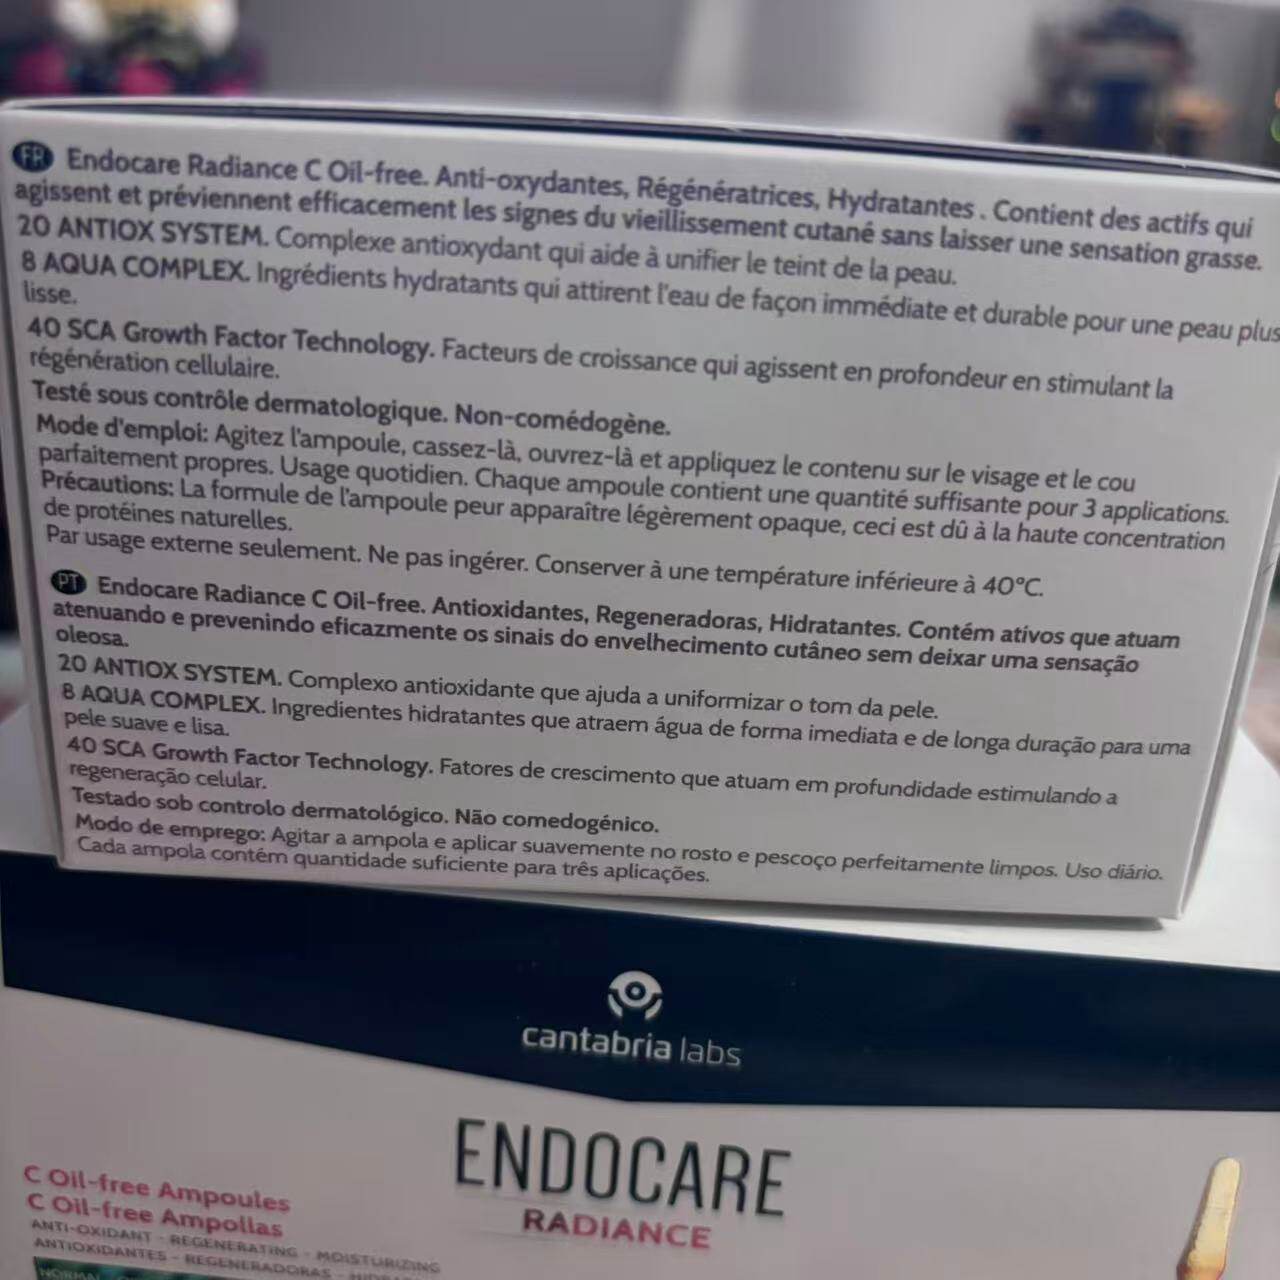 FR Endocare Radiance C Oil-free. Anti-oxydantes, Régénératrices, Hydratantes . Contient des actifs qui
agissent et préviennent efficacement les signes du vieillissement cutané sans laisser une sensation grasse.
20 ANTIOX SYSTEM. Complexe antioxydant qui aide à unifier le teint de la peau.
8 AQUA COMPLEX. Ingrédients hydratants qui attirent l'eau de façon immédiate et durable pour une peau plus
lisse.
40 SCA Growth Factor Technology. Facteurs de croissance qui agissent en profondeur en stimulant la
régénération cellulaire.
Testé sous contrôle dermatologique. Non-comédogène.
Mode d'emploi: Agitez l'ampoule, cassez-là, ouvrez-là et appliquez le contenu sur le visage et le cou
parfaitement propres. Usage quotidien. Chaque ampoule contient une quantité suffisante pour 3 applications.
Précautions: La formule de l'ampoule peur apparaître légèrement opaque, ceci est dû à la haute concentration
de protéines naturelles.
Par usage externe seulement. Ne pas ingérer. Conserver à une température inférieure à 40°C.
PT Endocare Radiance C Oil-free. Antioxidantes, Regeneradoras, Hidratantes. Contém ativos que atuam
atenuando e prevenindo eficazmente os sinais do envelhecimento cutâneo sem deixar uma sensação
oleosa.
20 ANTIOX SYSTEM. Complexo antioxidante que ajuda a uniformizar o tom da pele.
8 AQUA COMPLEX. Ingredientes hidratantes que atraem água de forma imediata e de longa duração para uma
pele suave e lisa.
40 SCA Growth Factor Technology. Fatores de crescimento que atuam em profundidade estimulando a
regeneração celular.
Testado sob controlo dermatológico. Não comedogénico.
Modo de emprego: Agitar a ampola e aplicar suavemente no rosto e pescoço perfeitamente limpos. Uso diário.
Cada ampola contém quantidade suficiente para três aplicações.
cantabria labs
ENDOCARE
RADIANCE
C Oil-free Ampoules
C Oil-free Ampollas
ANTI-OXIDANT - REGENERATING - MOISTURIZING
ANTIOXIDANTES - REGENERADORAS -